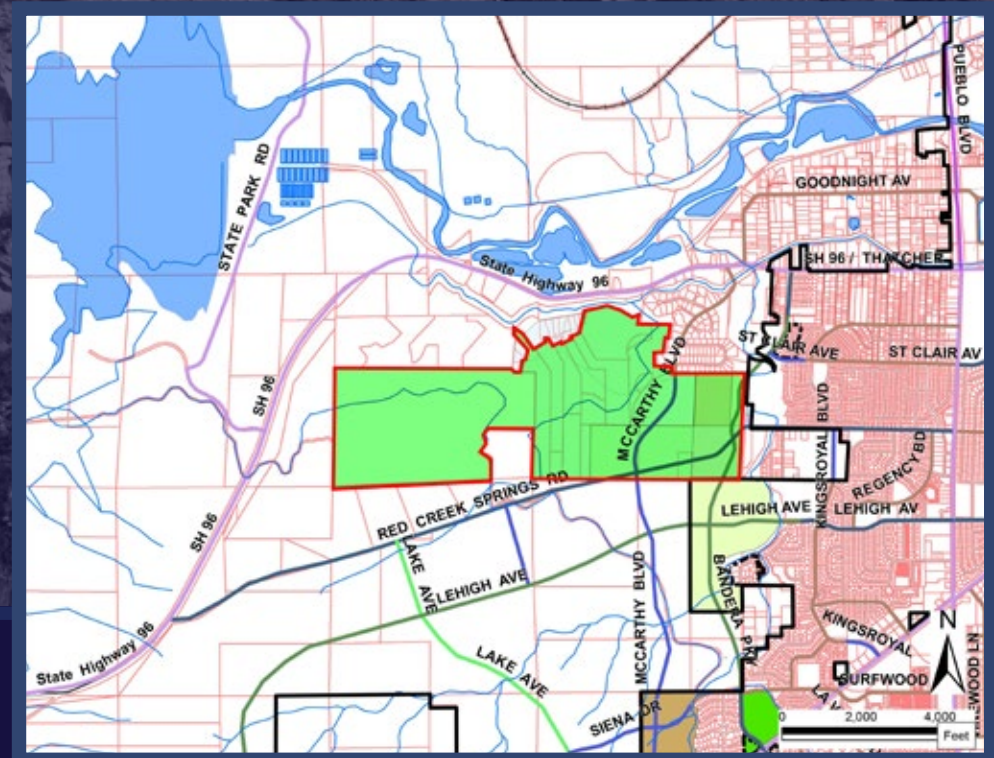 PUEBLO BLVD
STATE PARK RD
GOODNIGHT AV
SH 96 / THATCHER
State Highway 96
ST CLAIR AVE
ST CLAIR AV
SH 96
MCCARTHY BLVD
KINGSROYAL BLVD
REGENCY BD
RED CREEK SPRINGS RD
LEHIGH AVE
LEHIGH AV
SH 96
LAKE AVE
LEHIGH AVE
MCCARTHY BLVD
BANDERA
KINGSROYAL
N
State Highway 96
LAKE AVE
SURFWOOD
SIENA DR
0 2,000 4,000
Feet